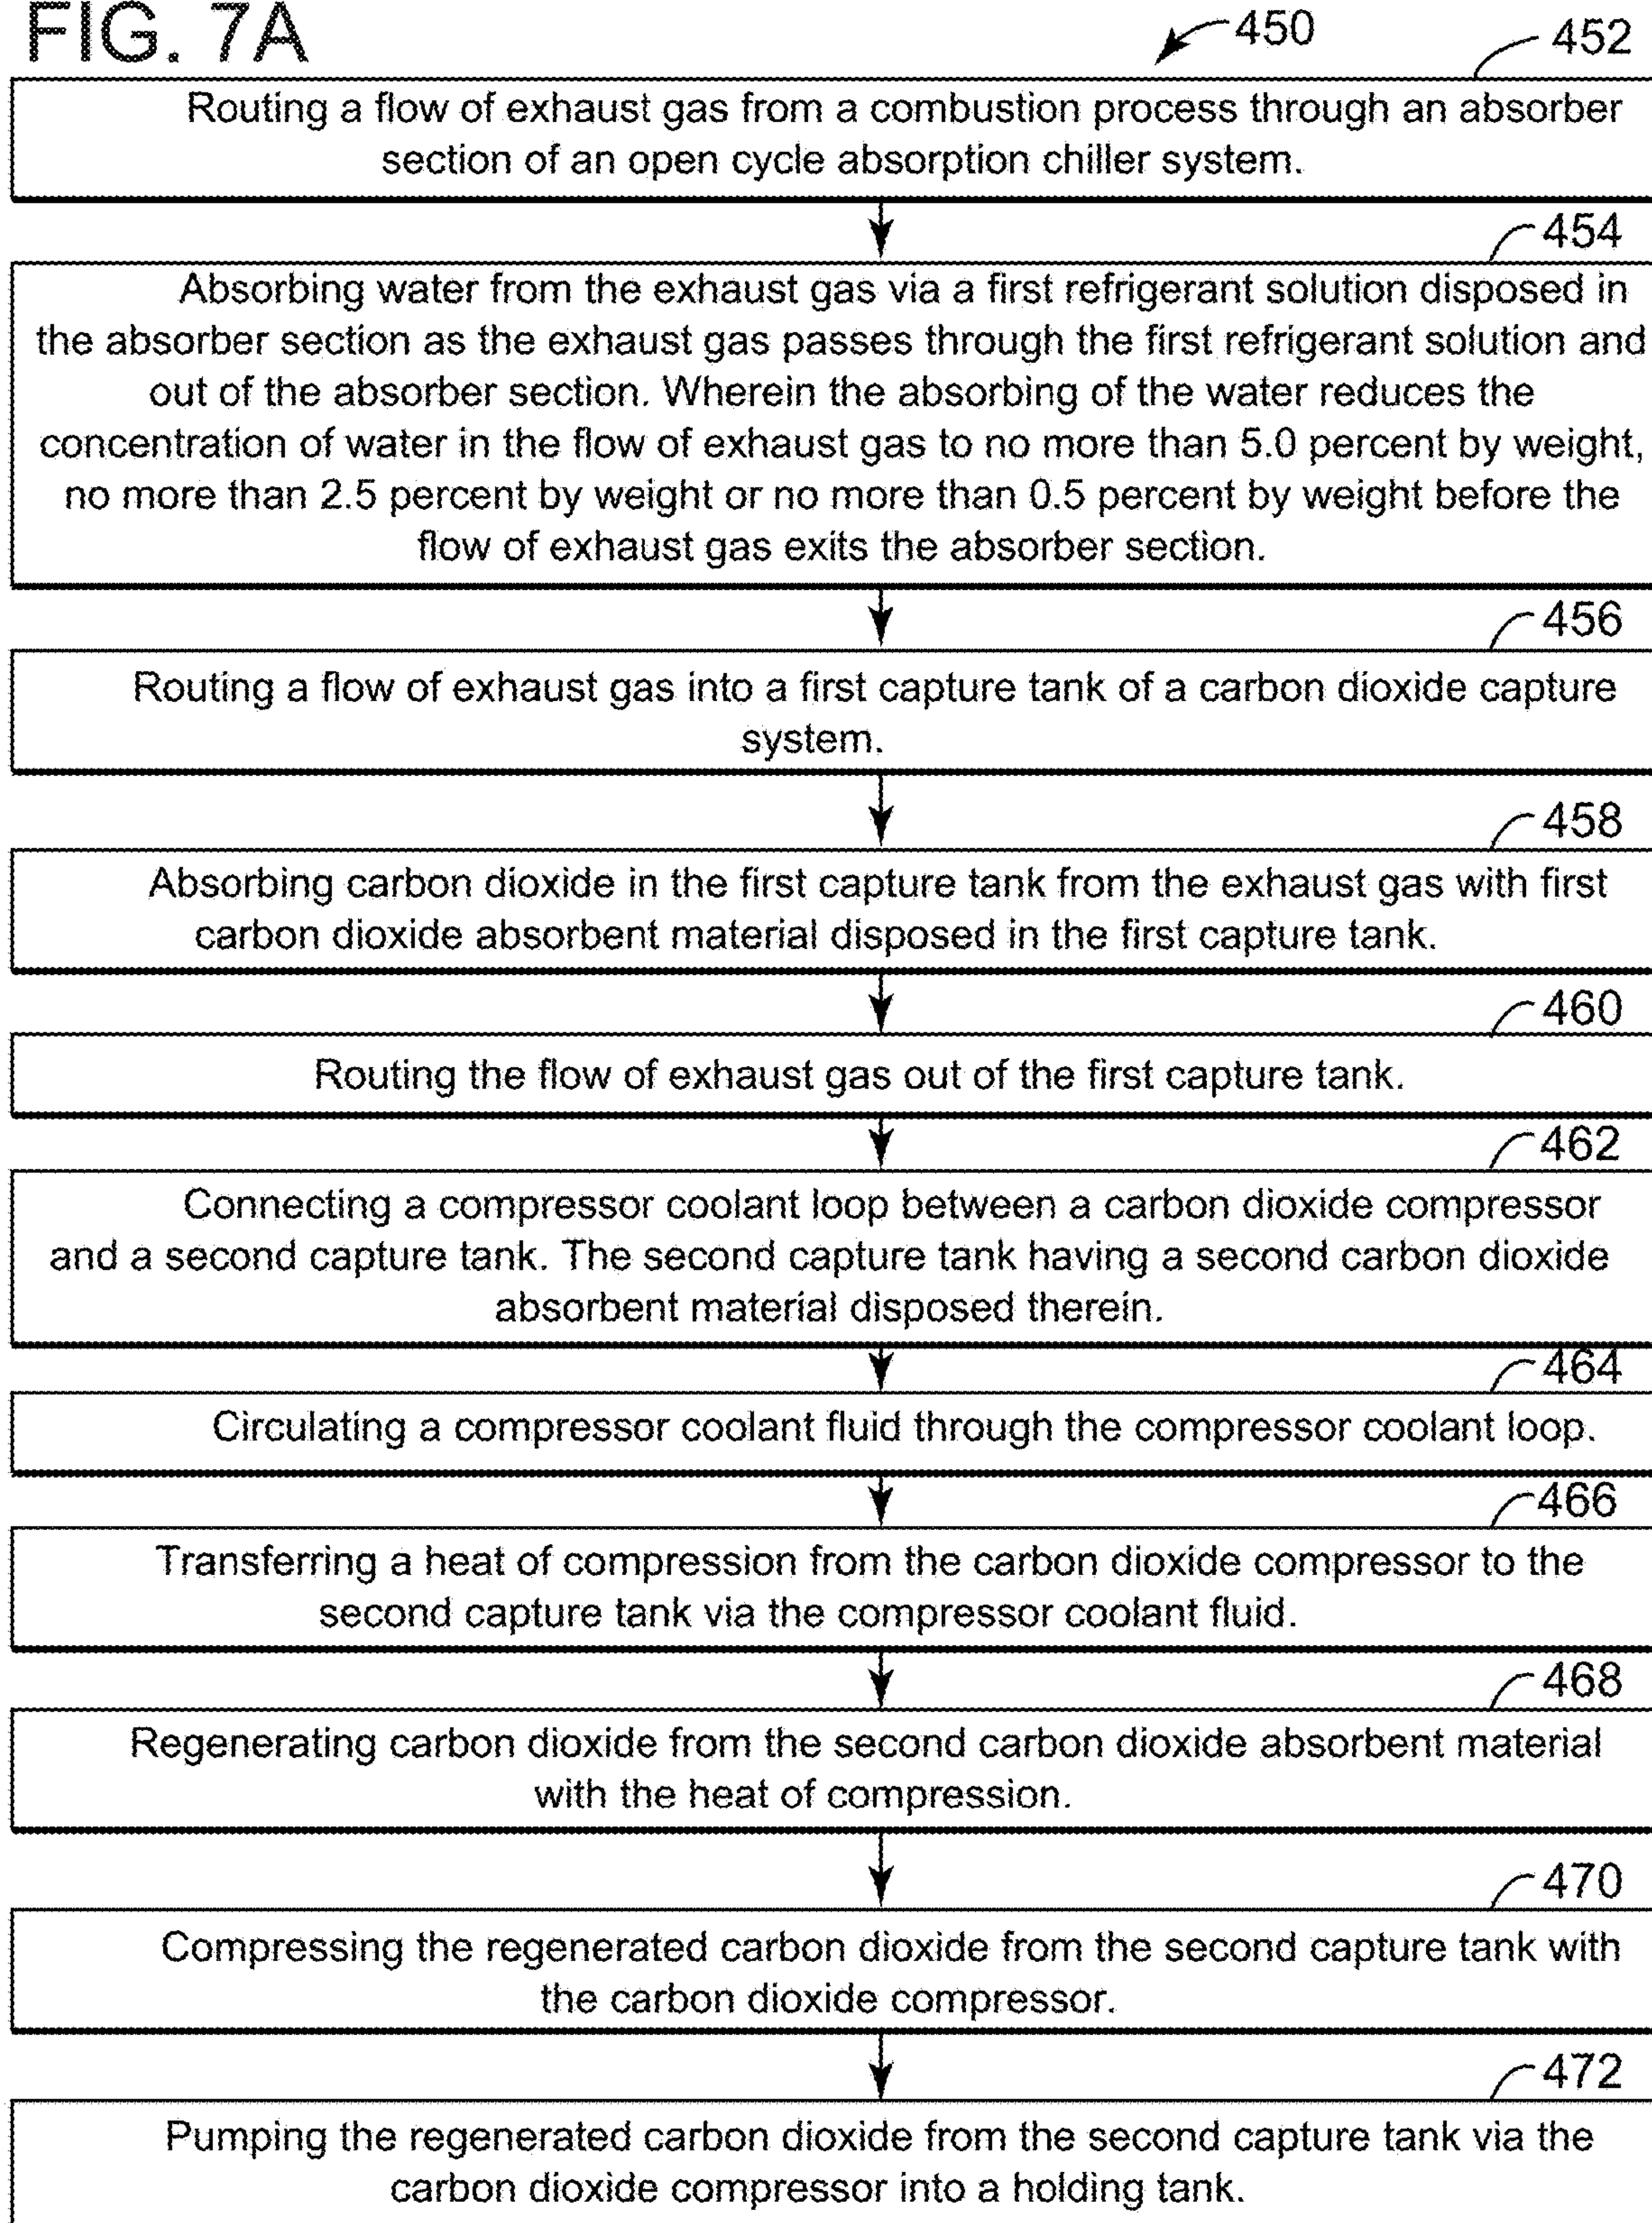 FIG. 7A
450
452
Routing a flow of exhaust gas from a combustion process through an absorber
section of an open cycle absorption chiller system.
454
Absorbing water from the exhaust gas via a first refrigerant solution disposed in
the absorber section as the exhaust gas passes through the first refrigerant solution and
out of the absorber section. Wherein the absorbing of the water reduces the
concentration of water in the flow of exhaust gas to no more than 5.0 percent by weight,
no more than 2.5 percent by weight or no more than 0.5 percent by weight before the
flow of exhaust gas exits the absorber section.
456
Routing a flow of exhaust gas into a first capture tank of a carbon dioxide capture
system.
458
Absorbing carbon dioxide in the first capture tank from the exhaust gas with first
carbon dioxide absorbent material disposed in the first capture tank.
460
Routing the flow of exhaust gas out of the first capture tank.
462
Connecting a compressor coolant loop between a carbon dioxide compressor
and a second capture tank. The second capture tank having a second carbon dioxide
absorbent material disposed therein.
464
Circulating a compressor coolant fluid through the compressor coolant loop.
466
Transferring a heat of compression from the carbon dioxide compressor to the
second capture tank via the compressor coolant fluid.
468
Regenerating carbon dioxide from the second carbon dioxide absorbent material
with the heat of compression.
470
Compressing the regenerated carbon dioxide from the second capture tank with
the carbon dioxide compressor.
472
Pumping the regenerated carbon dioxide from the second capture tank via the
carbon dioxide compressor into a holding tank.